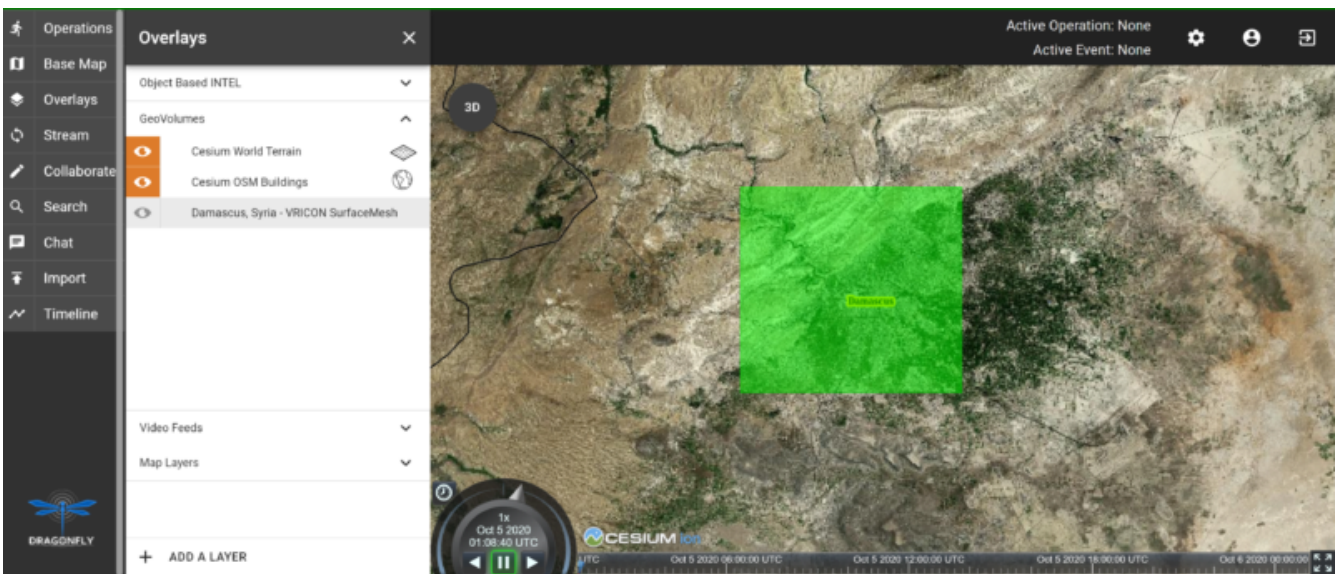 Operations
Base Map
Overlays
Stream
Collaborate
Search
Chat
Import
Timeline
DRAGONFLY
Overlays
Object Based INTEL
GeoVolumes
Cesium World Terrain
Cesium OSM Buildings
Damascus, Syria - VRICON SurfaceMesh
Video Feeds
Map Layers
+ ADD A LAYER
Active Operation: None
Active Event: None
3D
Damascus
1x
Oct 5 2020
01:08:40 UTC
CESIUM ion
UTC
Oct 5 2020 06:00:00 UTC
Oct 5 2020 12:00:00 UTC
Oct 5 2020 18:00:00 UTC
Oct 6 2020 00:00:00